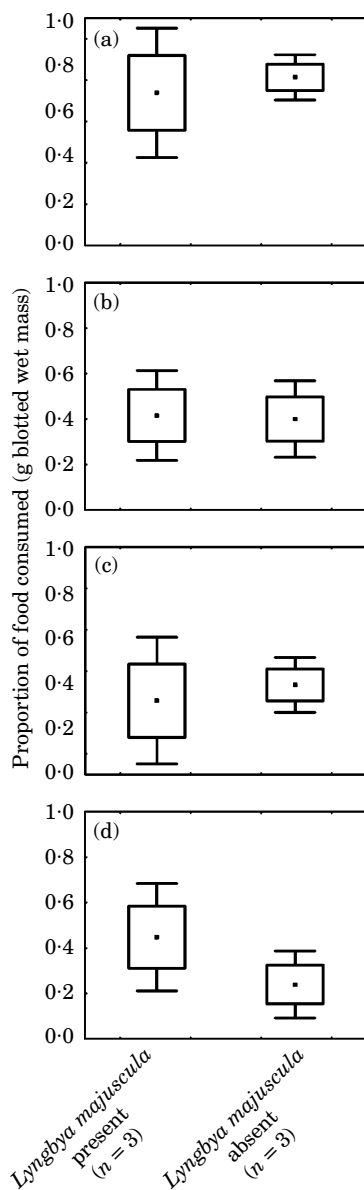 (a)
1·0
0·8
0·6
0·4
0·2
0·0
(b)
1·0
0·8
0·6
0·4
0·2
0·0
(c)
1·0
0·8
0·6
0·4
0·2
0·0
(d)
1·0
0·8
0·6
0·4
0·2
0·0
Proportion of food consumed (g blotted wet mass)
Lyngbya majuscula
present
(n = 3)
Lyngbya majuscula
absent
(n = 3)